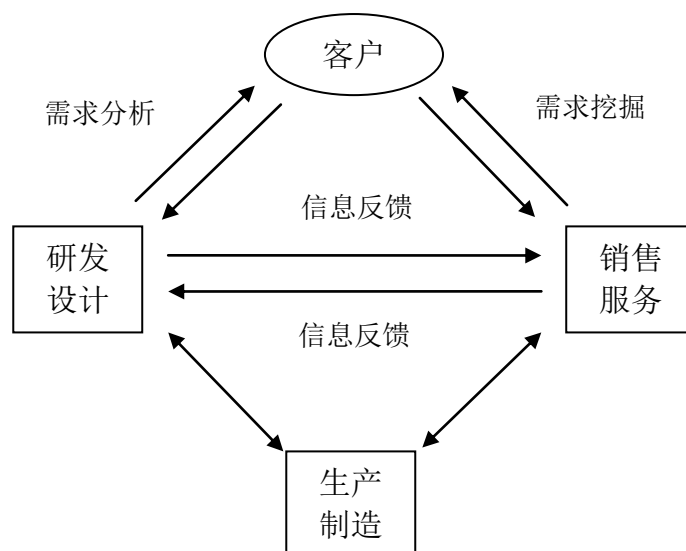 客户
需求分析
需求挖掘
信息反馈
研发
设计
销售
服务
信息反馈
生产
制造